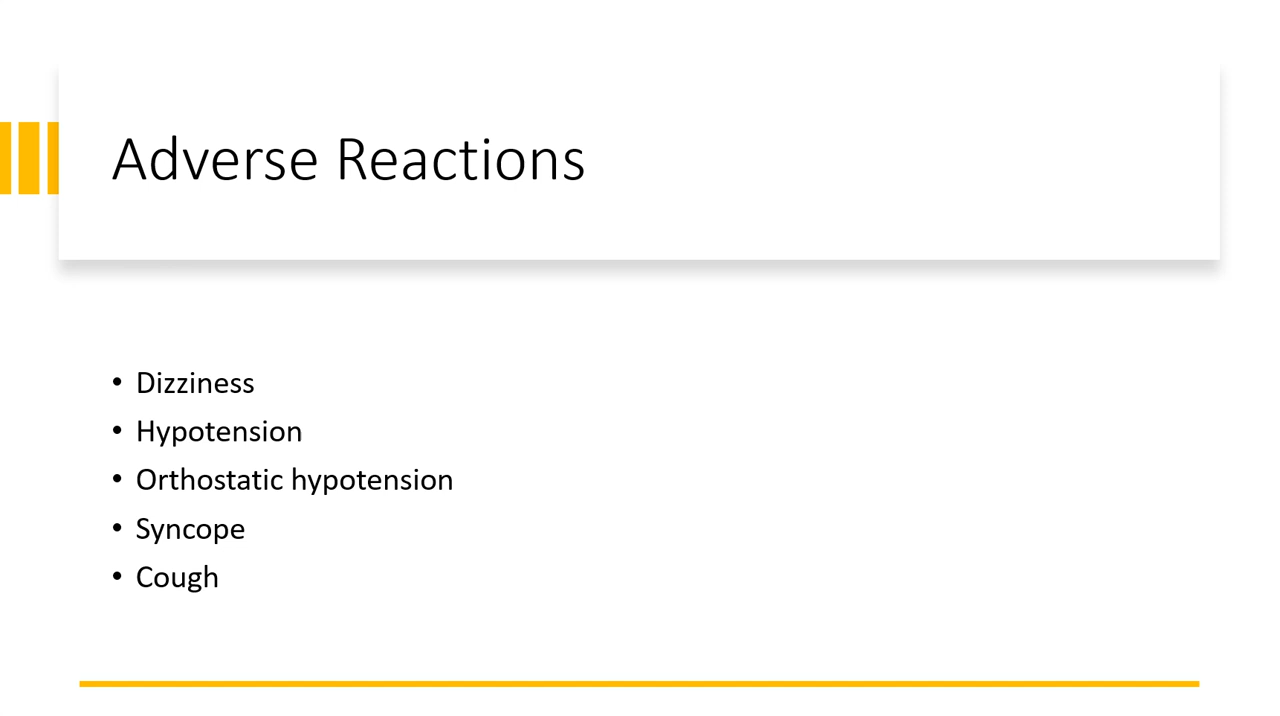 Adverse Reactions
• Dizziness
• Hypotension
• Orthostatic hypotension
• Syncope
• Cough